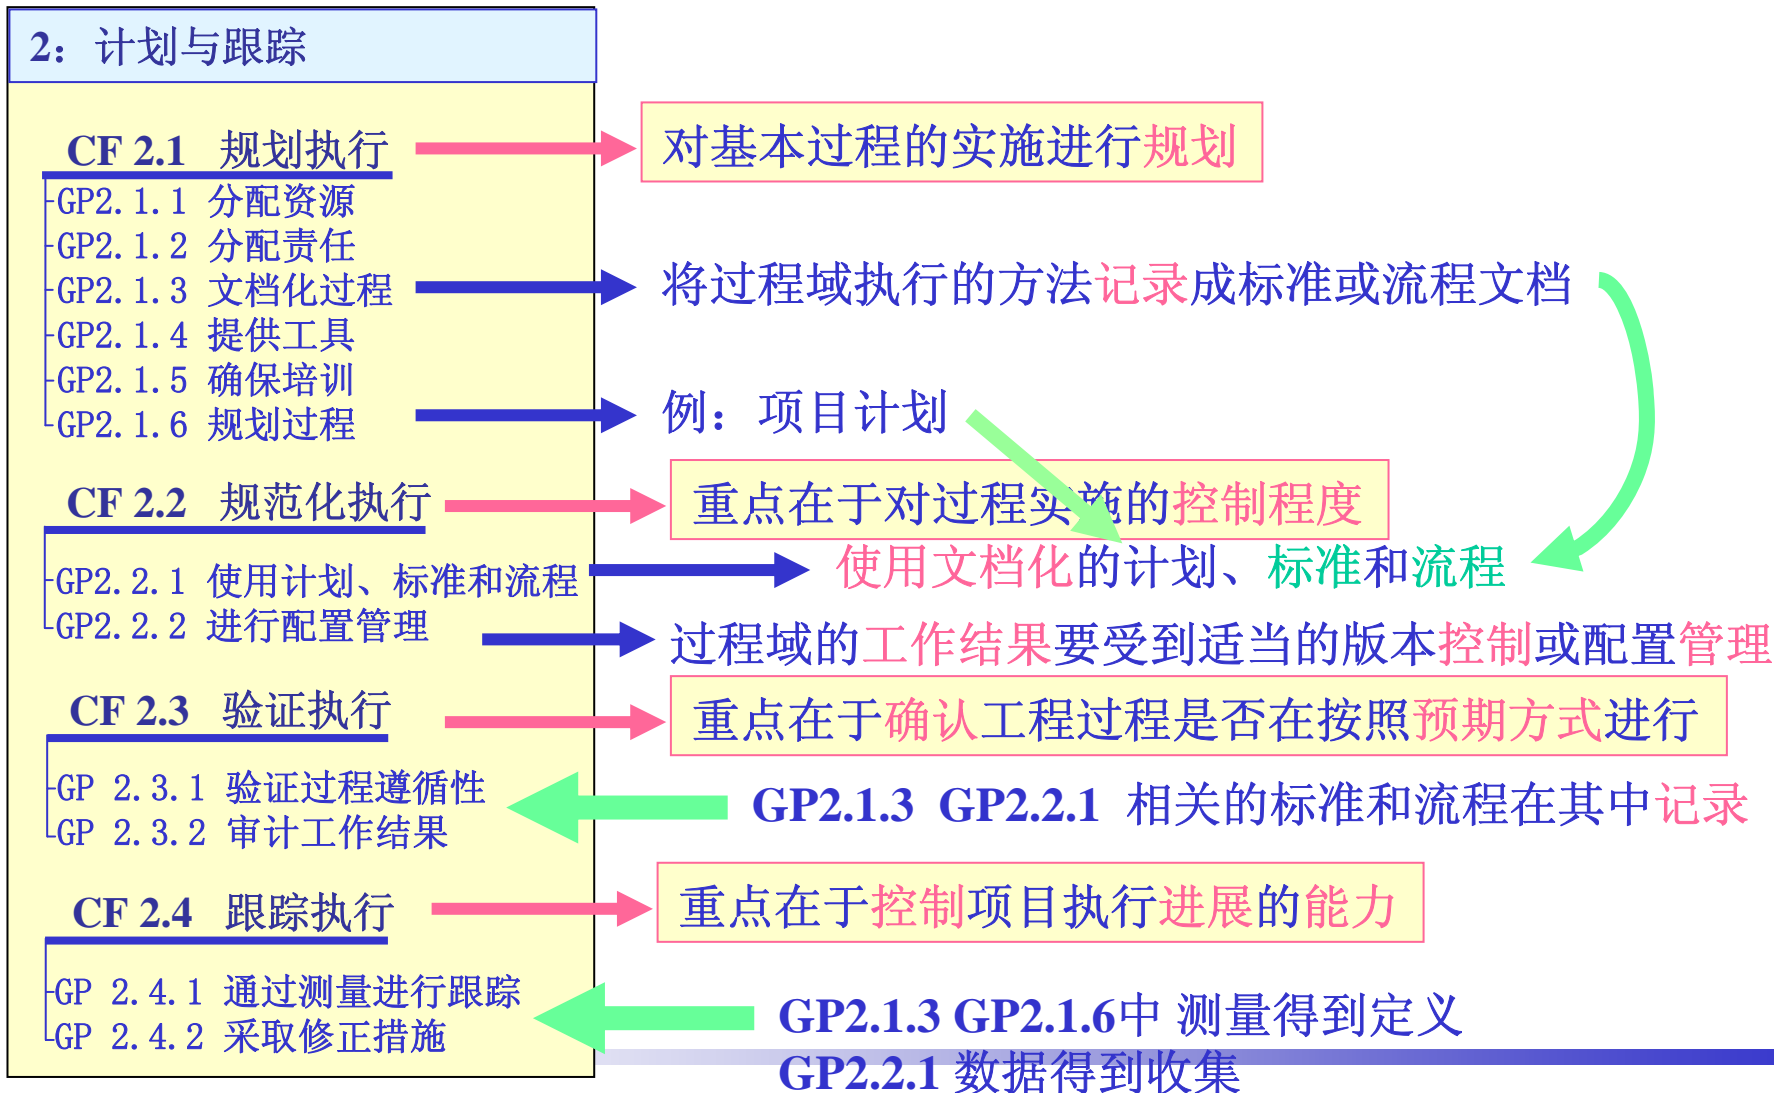 2：计划与跟踪
CF 2.1 规划执行
对基本过程的实施进行规划
GP2.1.1 分配资源
GP2.1.2 分配责任
GP2.1.3 文档化过程
将过程域执行的方法记录成标准或流程文档
GP2.1.4 提供工具
GP2.1.5 确保培训
GP2.1.6 规划过程
例：项目计划
CF 2.2 规范化执行
重点在于对过程实施的控制程度
GP2.2.1 使用计划、标准和流程
使用文档化的计划、标准和流程
GP2.2.2 进行配置管理
过程域的工作结果要受到适当的版本控制或配置管理
CF 2.3 验证执行
重点在于确认工程过程是否在按照预期方式进行
GP 2.3.1 验证过程遵循性
GP2.1.3 GP2.2.1 相关的标准和流程在其中记录
GP 2.3.2 审计工作结果
CF 2.4 跟踪执行
重点在于控制项目执行进展的能力
GP 2.4.1 通过测量进行跟踪
GP2.1.3 GP2.1.6中 测量得到定义
GP 2.4.2 采取修正措施
GP2.2.1 数据得到收集